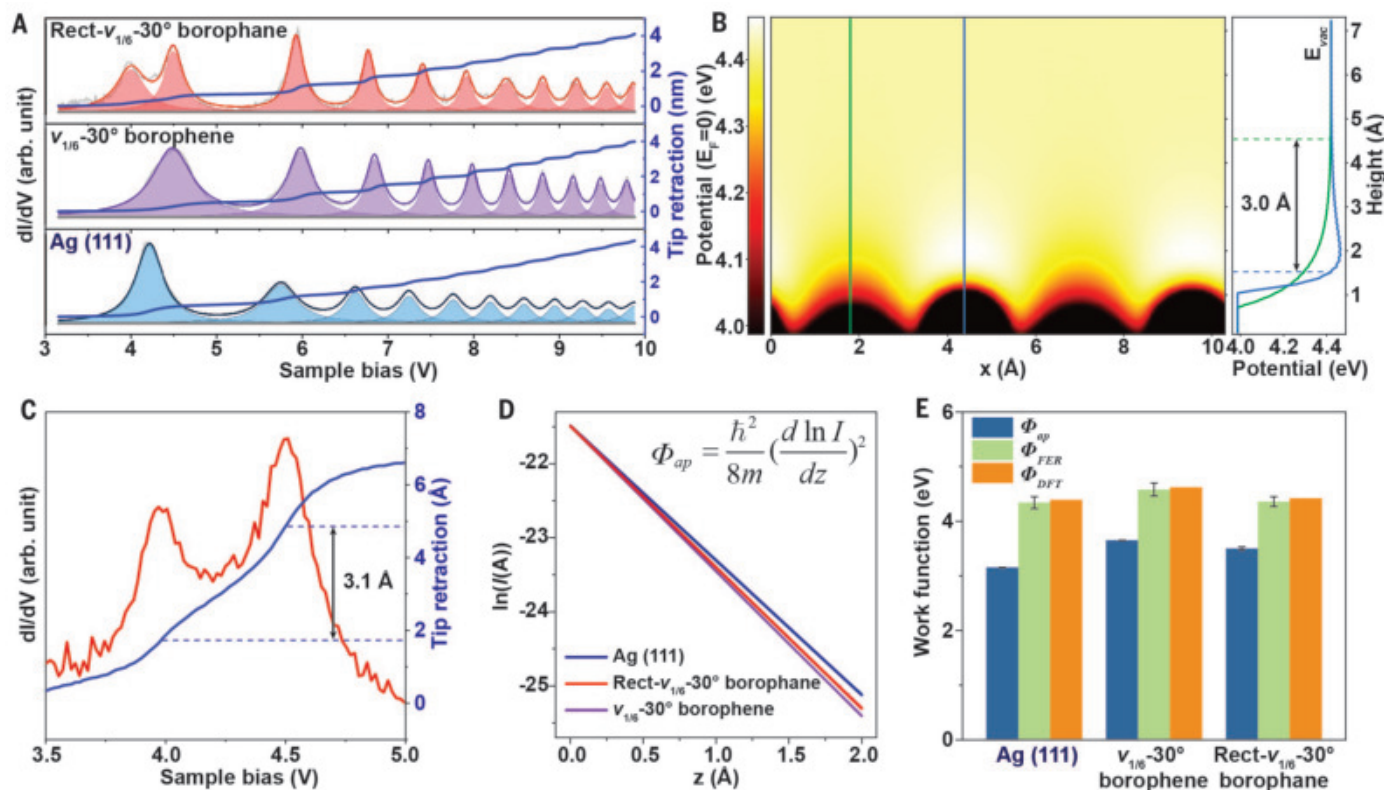 A
Rect-v1/6-30° borophane
v1/6-30° borophene
Ag (111)
dI/dV (arb. unit)
4
2
0
4
2
0
4
2
0
Tip retraction (nm)
3 4 5 6 7 8 9 10
Sample bias (V)
B
4.4
4.3
4.2
4.1
4.0
Potential (E_F=0) (eV)
0 2 4 6 8 10
x (Å)
E_vac
3.0 Å
7
6
5
4
3
2
1
Height (Å)
4.0 4.2 4.4
Potential (eV)
C
dI/dV (arb. unit)
3.1 Å
8
6
4
2
0
Tip retraction (Å)
3.5 4.0 4.5 5.0
Sample bias (V)
D
Φ_ap = ħ²/8m (d ln I/dz)²
ln(I(A))
-22
-23
-24
-25
Ag (111)
Rect-v1/6-30° borophane
v1/6-30° borophene
0.0 0.5 1.0 1.5 2.0
z (Å)
E
Φ_ap
Φ_FER
Φ_DFT
Work function (eV)
6
4
2
0
Ag (111) v1/6-30° Rect-v1/6-30°
borophene borophane